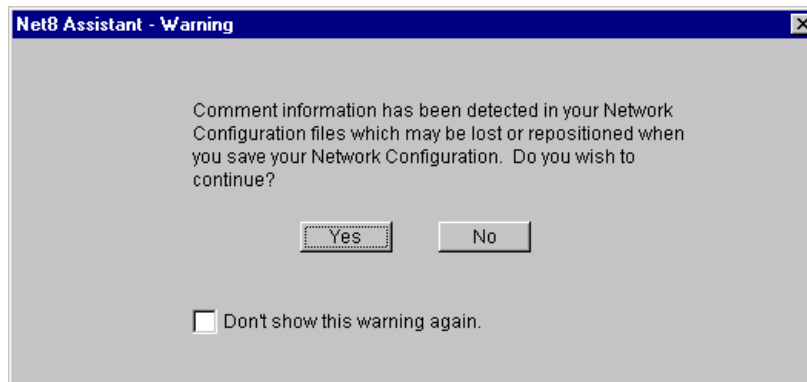 Net8 Assistant - Warning
Comment information has been detected in your Network
Configuration files which may be lost or repositioned when
you save your Network Configuration.  Do you wish to
continue?
Yes
No
Don't show this warning again.